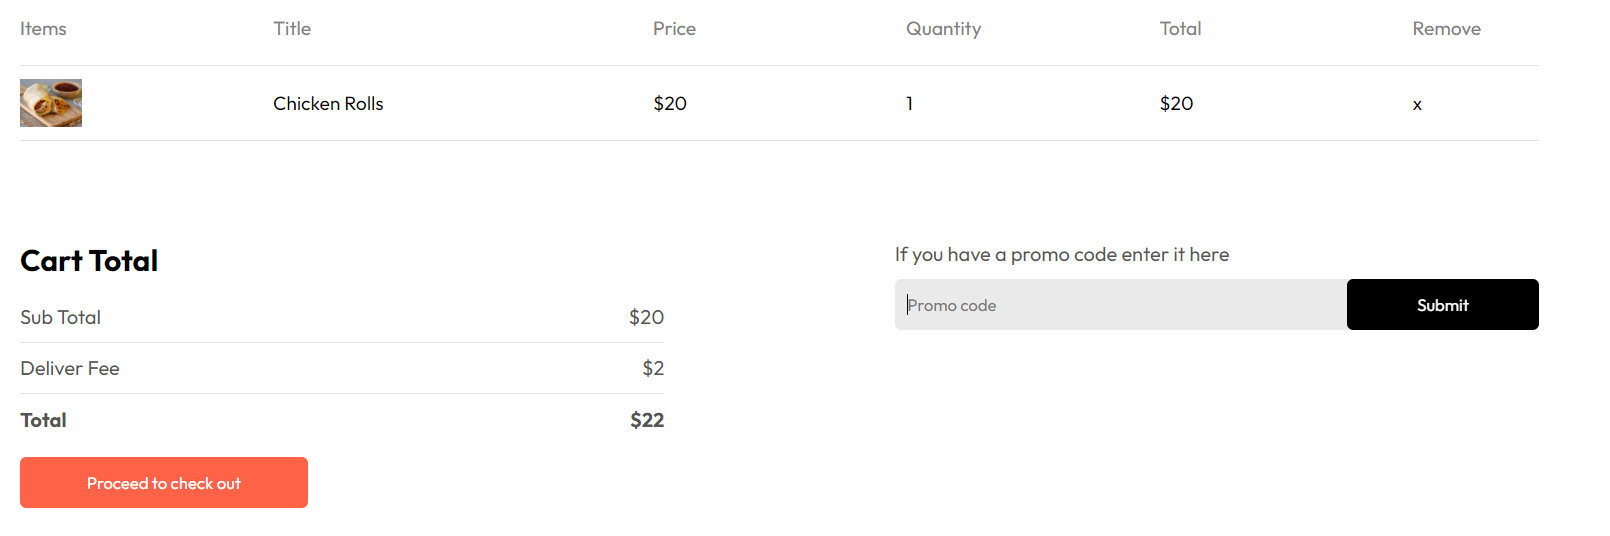 Items Title Price Quantity Total Remove
Chicken Rolls $20 1 $20 x
Cart Total
Sub Total $20
Deliver Fee $2
Total $22
Proceed to check out
If you have a promo code enter it here
Promo code Submit